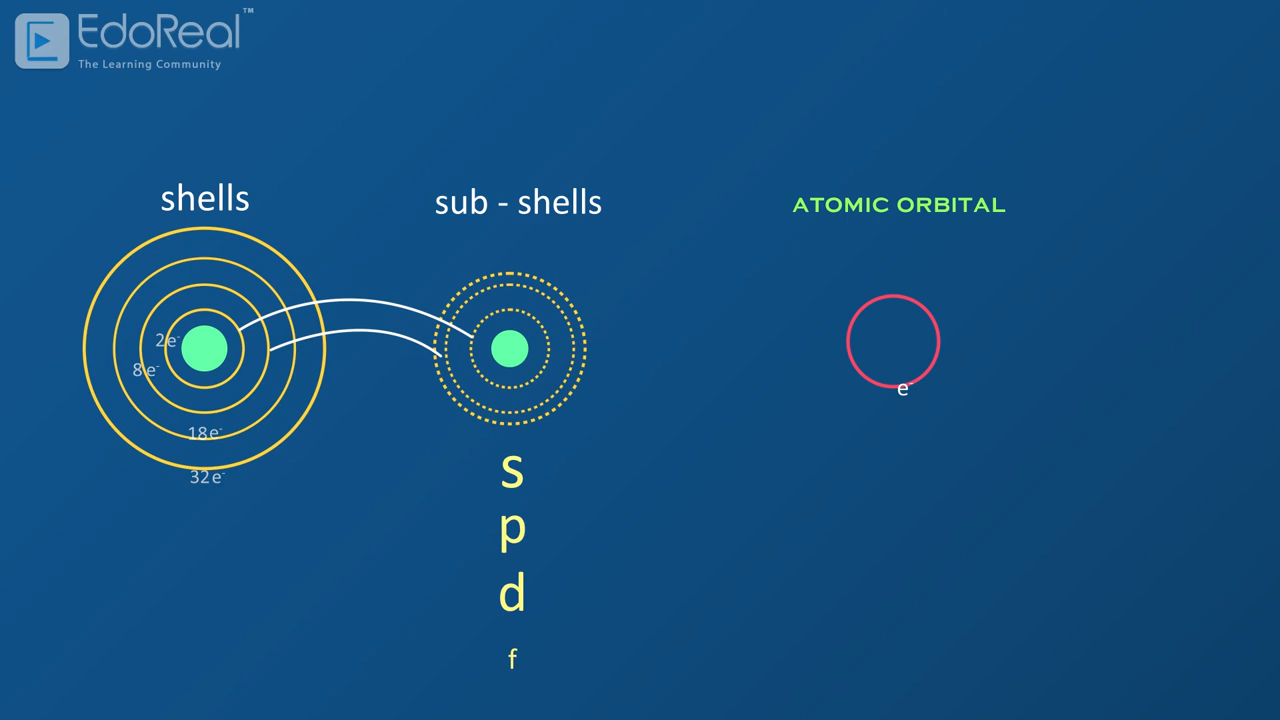 EdoReal™
The Learning Community
shells
2e⁻
8e⁻
18e⁻
32e⁻
sub - shells
s
p
d
f
ATOMIC ORBITAL
e⁻